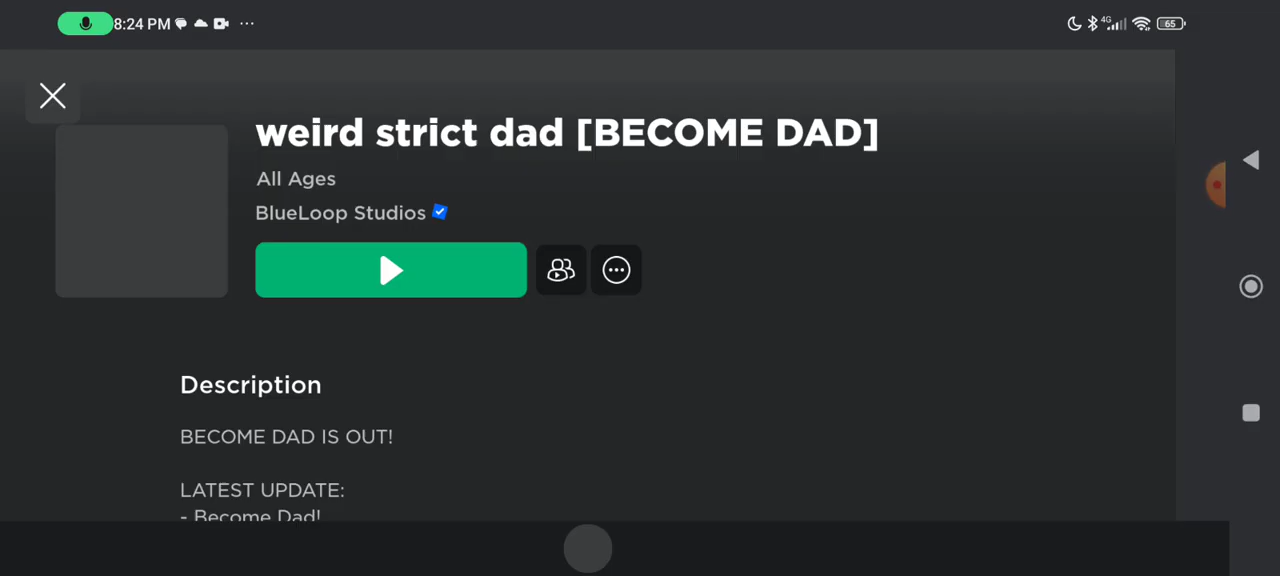 8:24 PM
4G
65
weird strict dad [BECOME DAD]
All Ages
BlueLoop Studios
Description
BECOME DAD IS OUT!
LATEST UPDATE:
- Become Dad!